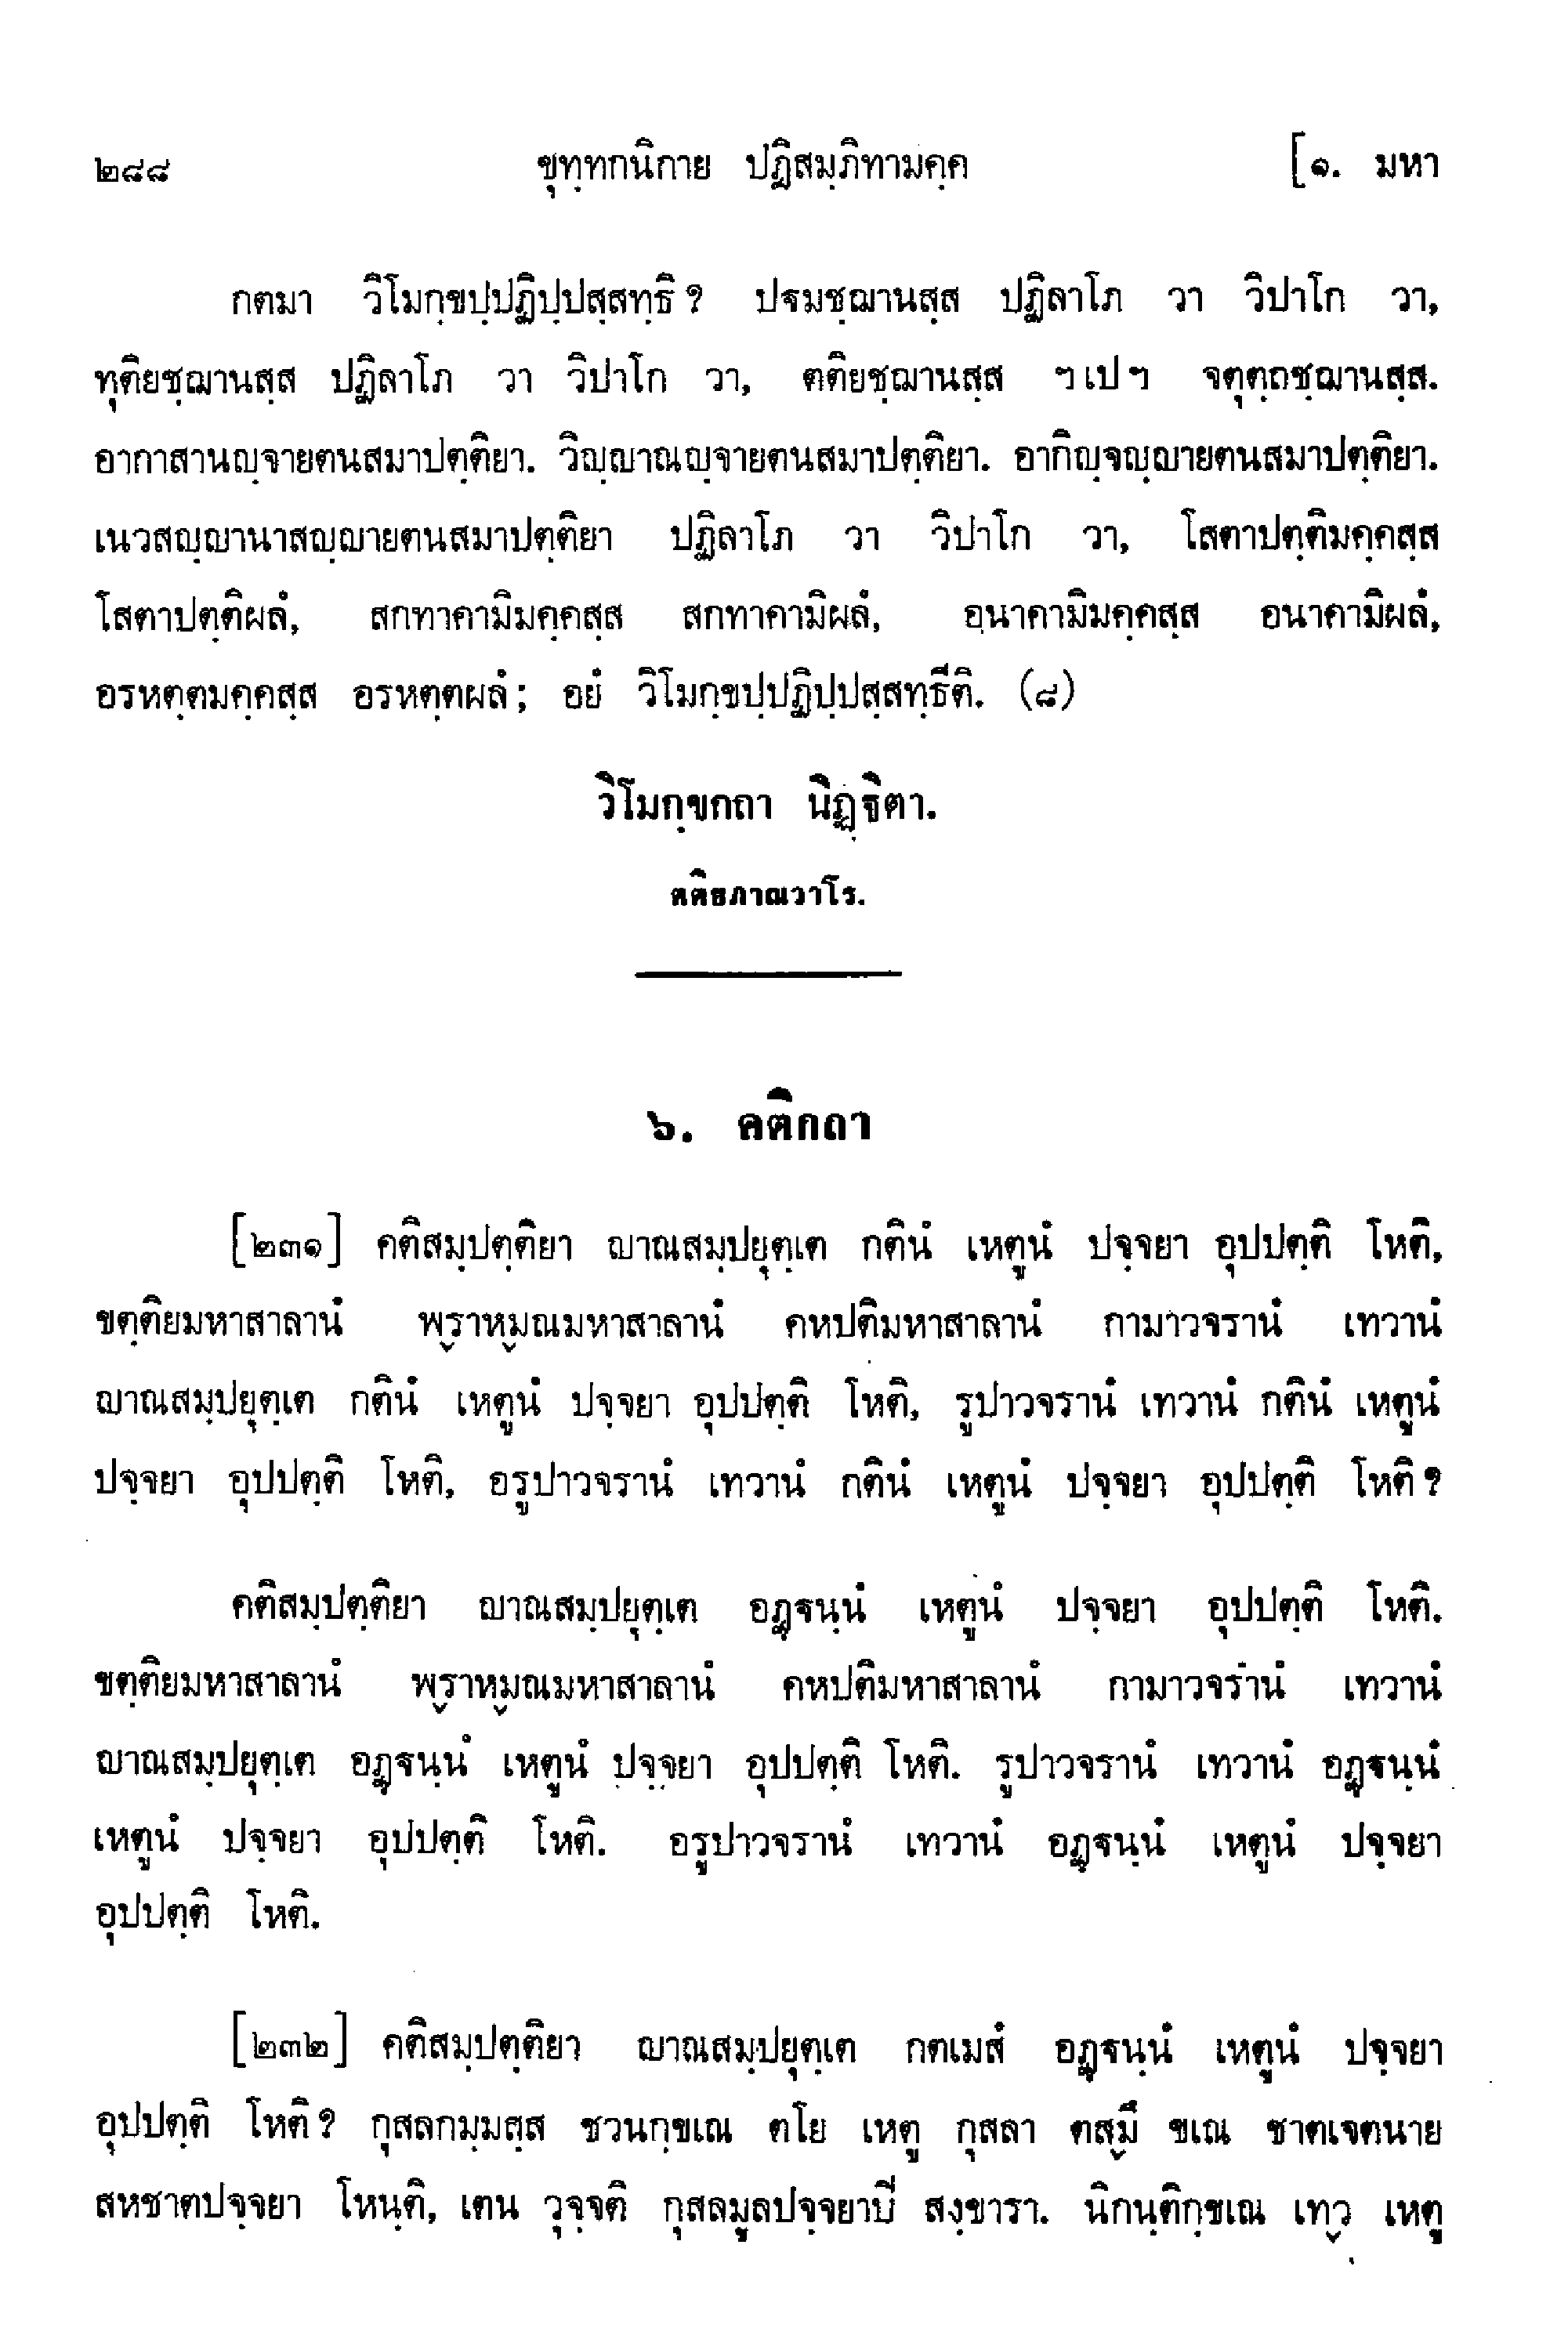 ๒๘๘ ขุทฺทกนิกาย ปฏิสมฺภิทามคฺค [๑. มหา
กตมา วิโมกฺขปฺปฏิปฺปสฺสทฺธิ? ปฐมชฺฌานสฺส ปฏิลาโภ วา วิปาโก วา,
ทุติยชฺฌานสฺส ปฏิลาโภ วา วิปาโก วา, ตติยชฺฌานสฺส ฯเปฯ จตุตฺถชฺฌานสฺส.
อากาสานญฺจายตนสมาปตฺติยา. วิญฺญาณญฺจายตนสมาปตฺติยา. อากิญฺจญฺญายตนสมาปตฺติยา.
เนวสญฺญานาสญฺญายตนสมาปตฺติยา ปฏิลาโภ วา วิปาโก วา, โสตาปตฺติมคฺคสฺส
โสตาปตฺติผลํ, สกทาคามิมคฺคสฺส สกทาคามิผลํ, อนาคามิมคฺคสฺส อนาคามิผลํ,
อรหตฺตมคฺคสฺส อรหตฺตผลํ; อยํ วิโมกฺขปฺปฏิปฺปสฺสทฺธีติ. (๘)
วิโมกฺขกถา นิฏฺฐิตา.
ตติยภาณวาโร.
๖. คติกถา
[๒๓๑] คติสมฺปตฺติยา ญาณสมฺปยุตฺเต กตินํ เหตูนํ ปจฺจยา อุปปตฺติ โหติ,
ขตฺติยมหาสาลานํ พฺราหฺมณมหาสาลานํ คหปติมหาสาลานํ กามาวจรานํ เทวานํ
ญาณสมฺปยุตฺเต กตินํ เหตูนํ ปจฺจยา อุปปตฺติ โหติ, รูปาวจรานํ เทวานํ กตินํ เหตูนํ
ปจฺจยา อุปปตฺติ โหติ, อรูปาวจรานํ เทวานํ กตินํ เหตูนํ ปจฺจยา อุปปตฺติ โหติ?
คติสมฺปตฺติยา ญาณสมฺปยุตฺเต อฏฺฐนฺนํ เหตูนํ ปจฺจยา อุปปตฺติ โหติ.
ขตฺติยมหาสาลานํ พฺราหฺมณมหาสาลานํ คหปติมหาสาลานํ กามาวจรานํ เทวานํ
ญาณสมฺปยุตฺเต อฏฺฐนฺนํ เหตูนํ ปจฺจยา อุปปตฺติ โหติ. รูปาวจรานํ เทวานํ อฏฺฐนฺนํ
เหตูนํ ปจฺจยา อุปปตฺติ โหติ. อรูปาวจรานํ เทวานํ อฏฺฐนฺนํ เหตูนํ ปจฺจยา
อุปปตฺติ โหติ.
[๒๓๒] คติสมฺปตฺติยา ญาณสมฺปยุตฺเต กตเมสํ อฏฺฐนฺนํ เหตูนํ ปจฺจยา
อุปปตฺติ โหติ? กุสลกมฺมสฺส ชวนกฺขเณ ตโย เหตู กุสลา ตสฺมึ ขเณ ชาตเจตนาย
สหชาตปจฺจยา โหนฺติ, เตน วุจฺจติ กุสลมูลปจฺจยาปิ สงฺขารา. นิกนฺติกฺขเณ เทฺว เหตู